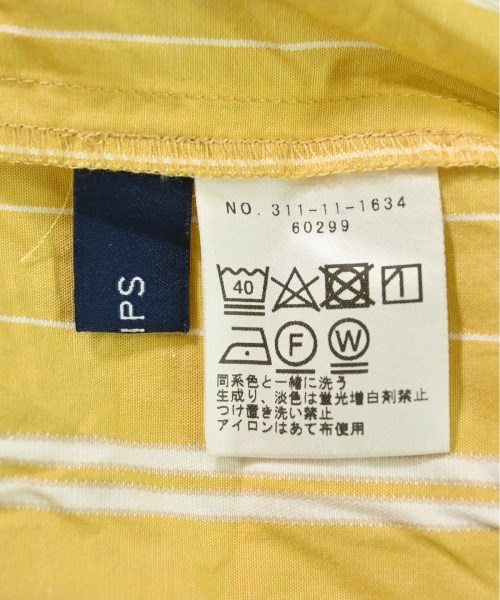 NO. 311-11-1634
60299
40
F
W
IPS
同系色と一緒に洗う
生成り、淡色は蛍光増白剤禁止
つけ置き洗い禁止
アイロンはあて布使用